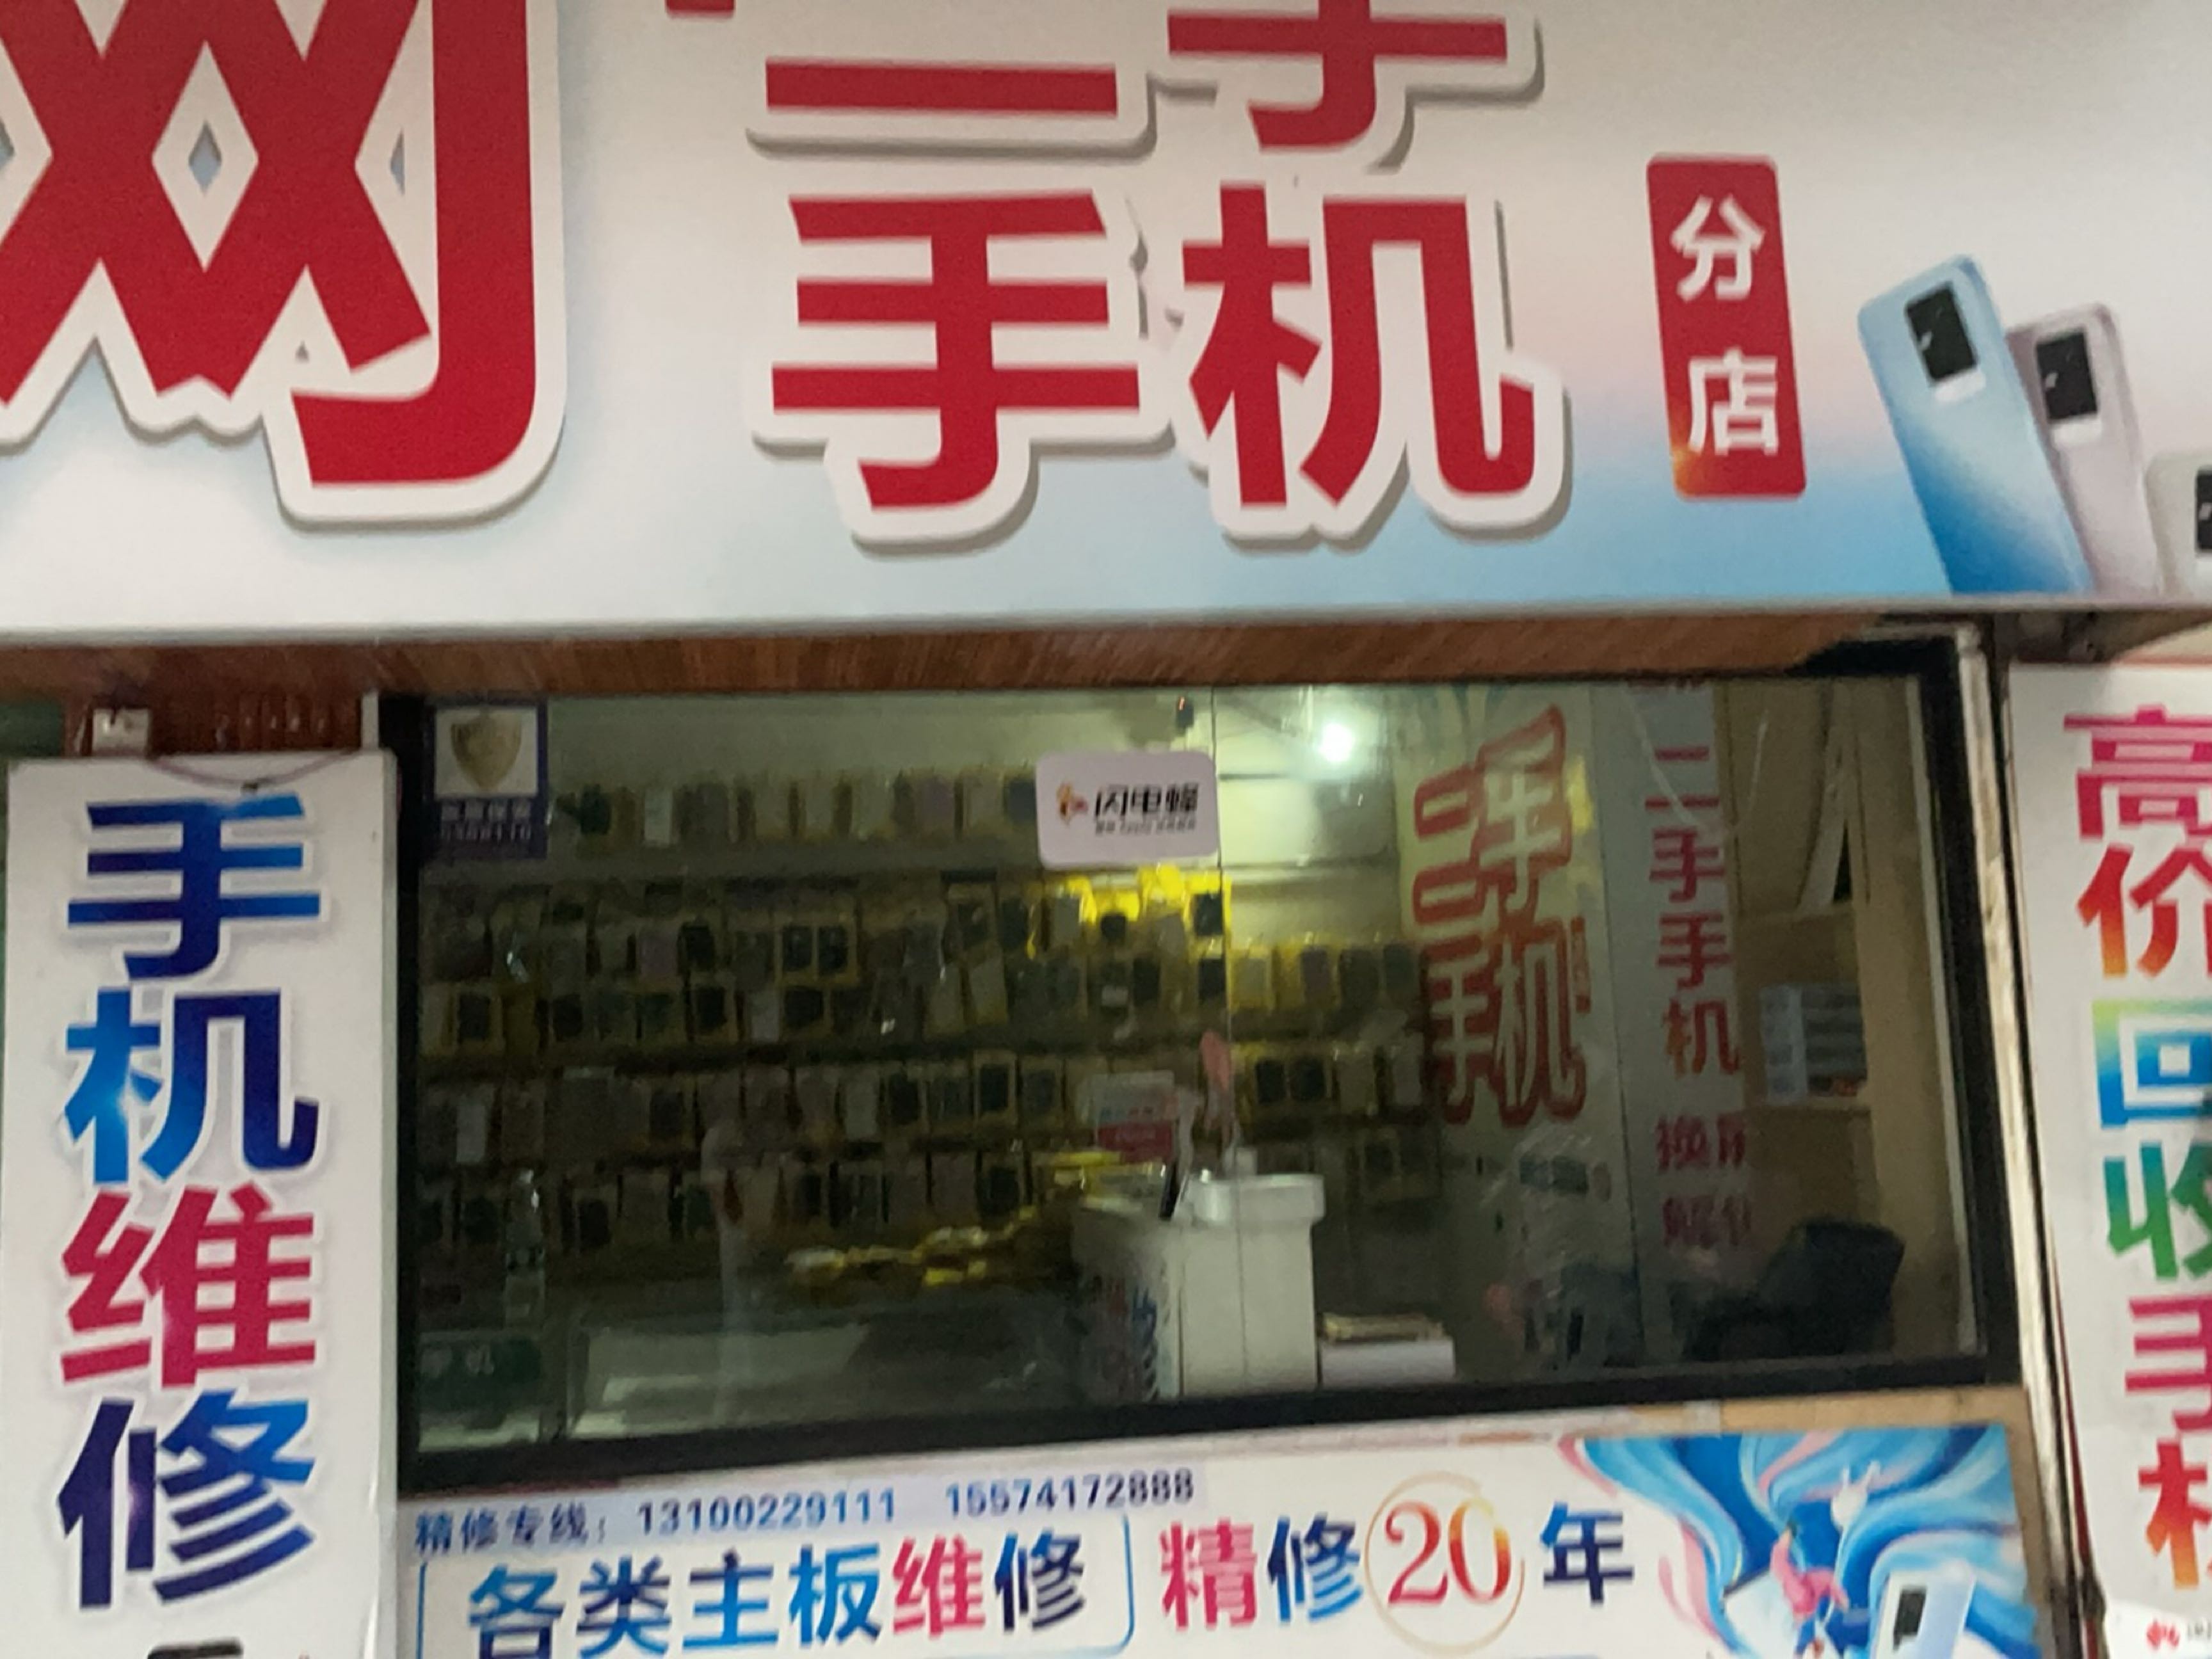 网
二手
手机
分店
闪电蜂
二手
手机
二手手机
手机维修
高价回收手机
精修专线: 13100229111 15574172888
各类主板维修 精修20年